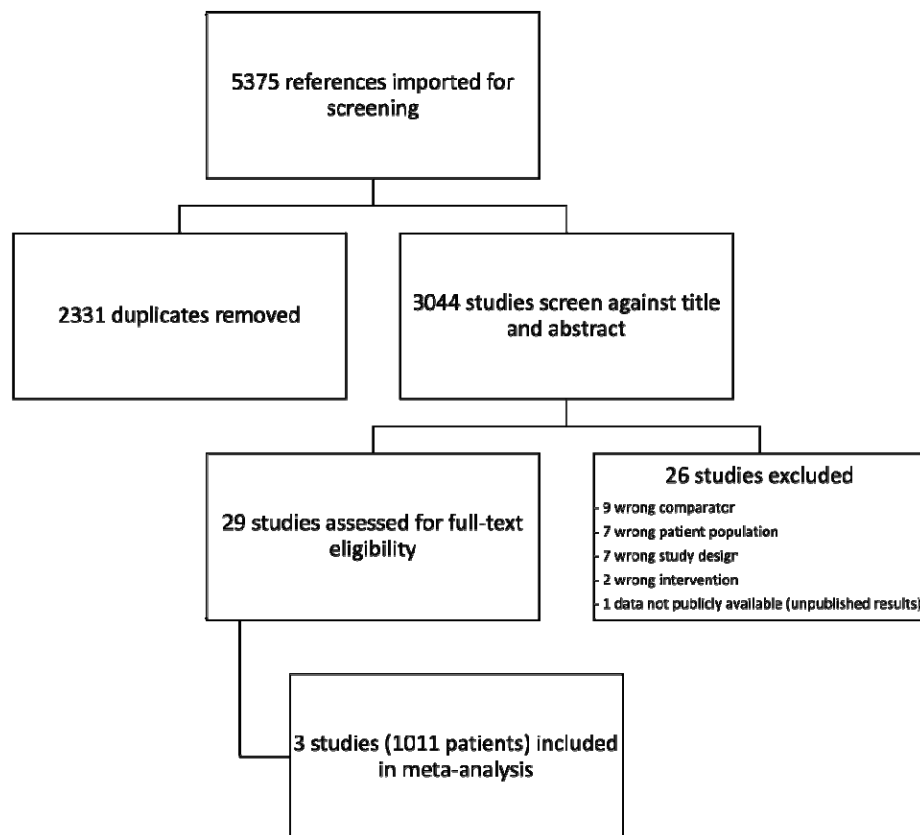 5375 references imported for
screening
2331 duplicates removed
3044 studies screen against title
and abstract
29 studies assessed for full-text
eligibility
26 studies excluded
- 9 wrong comparator
- 7 wrong patient population
- 7 wrong study design
- 2 wrong intervention
- 1 data not publicly available (unpublished results)
3 studies (1011 patients) included
in meta-analysis